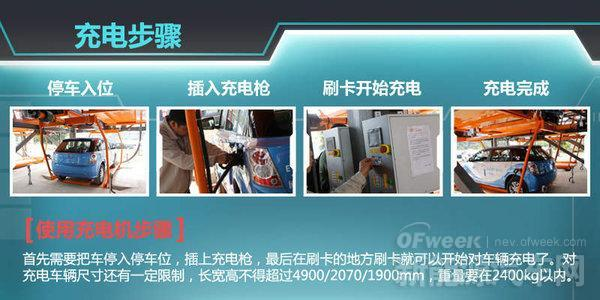 充电步骤
停车入位
插入充电枪
刷卡开始充电
充电完成
[使用充电机步骤]
OFweek | nev.ofweek.com
首先需要把车停入停车位，插上充电枪，最后在刷卡的地方刷卡就可以开始对车辆充电了。对
充电车辆尺寸还有一定限制，长宽高不得超过4900/2070/1900mm，重量要在2400kg以内。